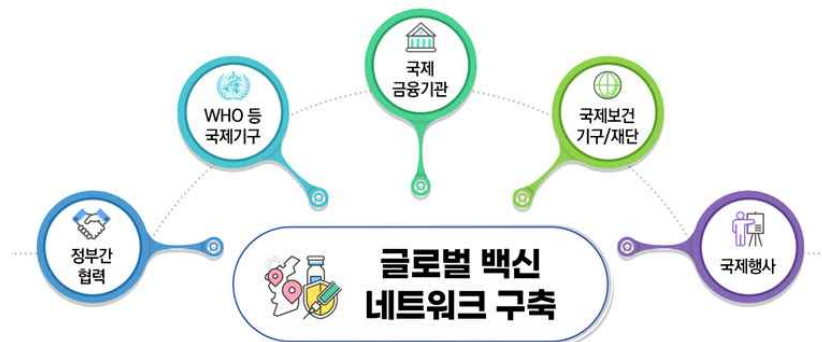 국제
금융기관
WHO 등
국제기구
국제보건
기구/재단
정부간
협력
국제행사
글로벌 백신
네트워크 구축